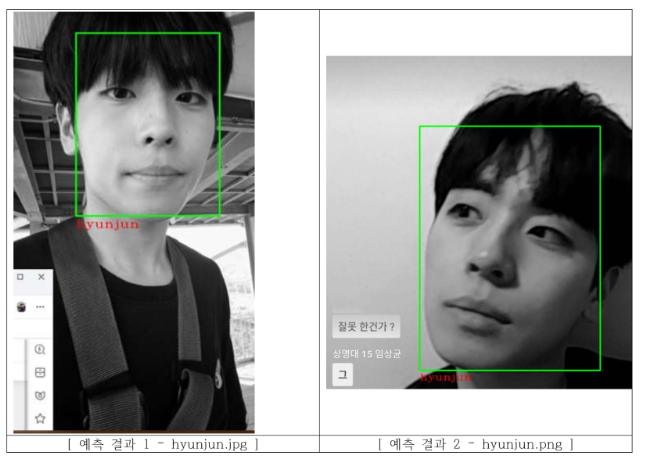 hyunjun
잘못 한건가 ?
상명대 15 임상균
그
hyunjun
[ 예측 결과 1 - hyunjun.jpg ]
[ 예측 결과 2 - hyunjun.png ]